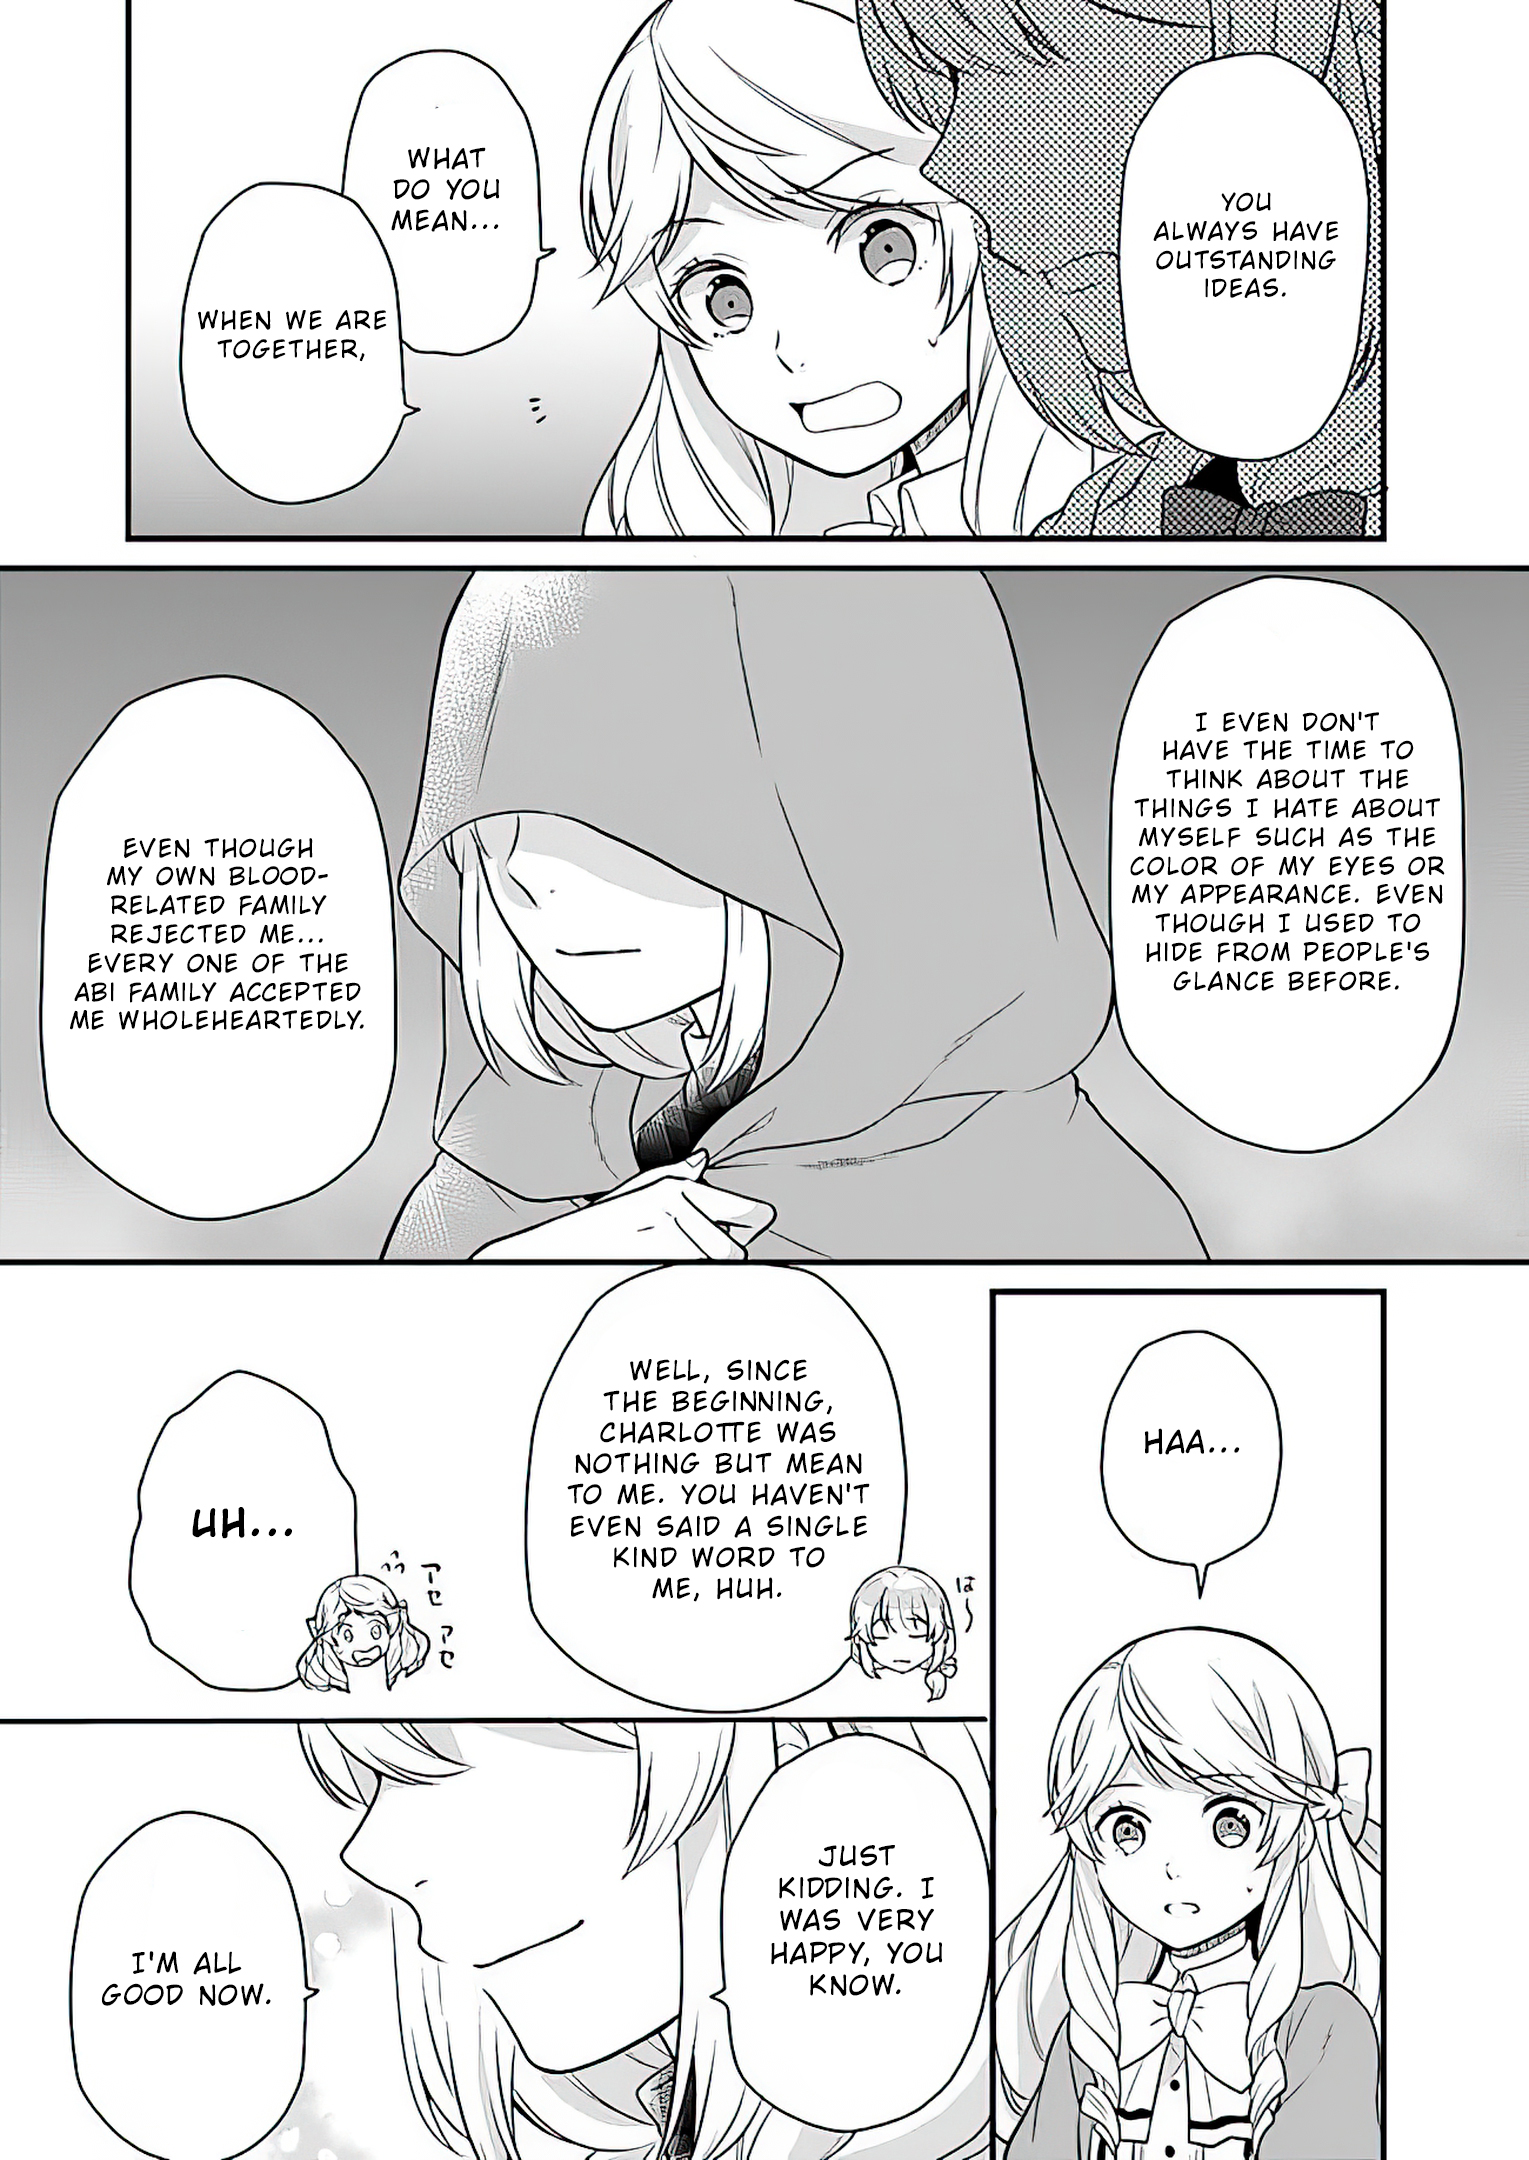 YOU
ALWAYS HAVE
OUTSTANDING
IDEAS.
WHAT
DO YOU
MEAN...
WHEN WE ARE
TOGETHER,
I EVEN DON'T
HAVE THE TIME TO
THINK ABOUT THE
THINGS I HATE ABOUT
MYSELF SUCH AS THE
COLOR OF MY EYES OR
MY APPEARANCE. EVEN
THOUGH I USED TO
HIDE FROM PEOPLE'S
GLANCE BEFORE.
EVEN THOUGH
MY OWN BLOOD-
RELATED FAMILY
REJECTED ME...
EVERY ONE OF THE
ABI FAMILY ACCEPTED
ME WHOLEHEARTEDLY.
HAA...
WELL, SINCE
THE BEGINNING,
CHARLOTTE WAS
NOTHING BUT MEAN
TO ME. YOU HAVEN'T
EVEN SAID A SINGLE
KIND WORD TO
ME, HUH.
は〜
UH...
アセ
アセ
JUST
KIDDING. I
WAS VERY
HAPPY, YOU
KNOW.
I'M ALL
GOOD NOW.